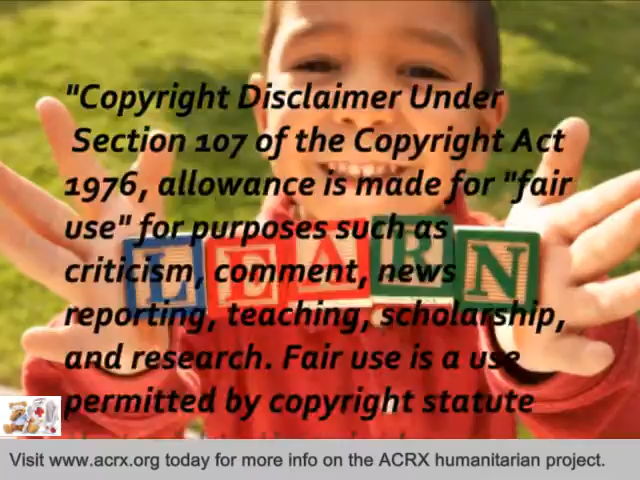 "Copyright Disclaimer Under
Section 107 of the Copyright Act
1976, allowance is made for "fair
use" for purposes such as
criticism, comment, news
reporting, teaching, scholarship,
and research. Fair use is a use
permitted by copyright statute
LEARN
Visit www.acrx.org today for more info on the ACRX humanitarian project.